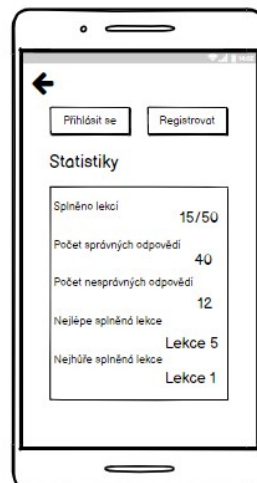 Přihlásit se Registrovat
Statistiky
Splněno lekcí
15/50
Počet správných odpovědí
40
Počet nesprávných odpovědí
12
Nejlépe splněná lekce
Lekce 5
Nejhůře splněná lekce
Lekce 1